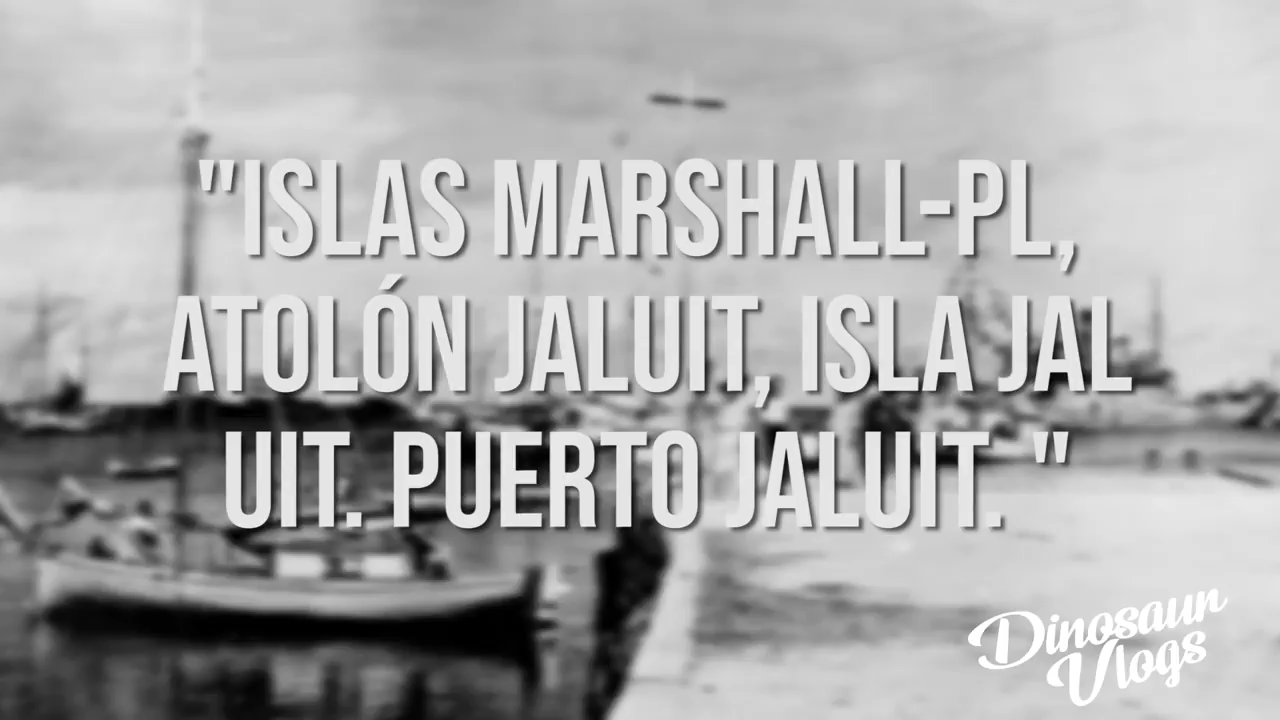 "ISLAS MARSHALL-PL,
ATOLÓN JALUIT, ISLA JAL
UIT. PUERTO JALUIT. "
Dinosaur
Vlogs